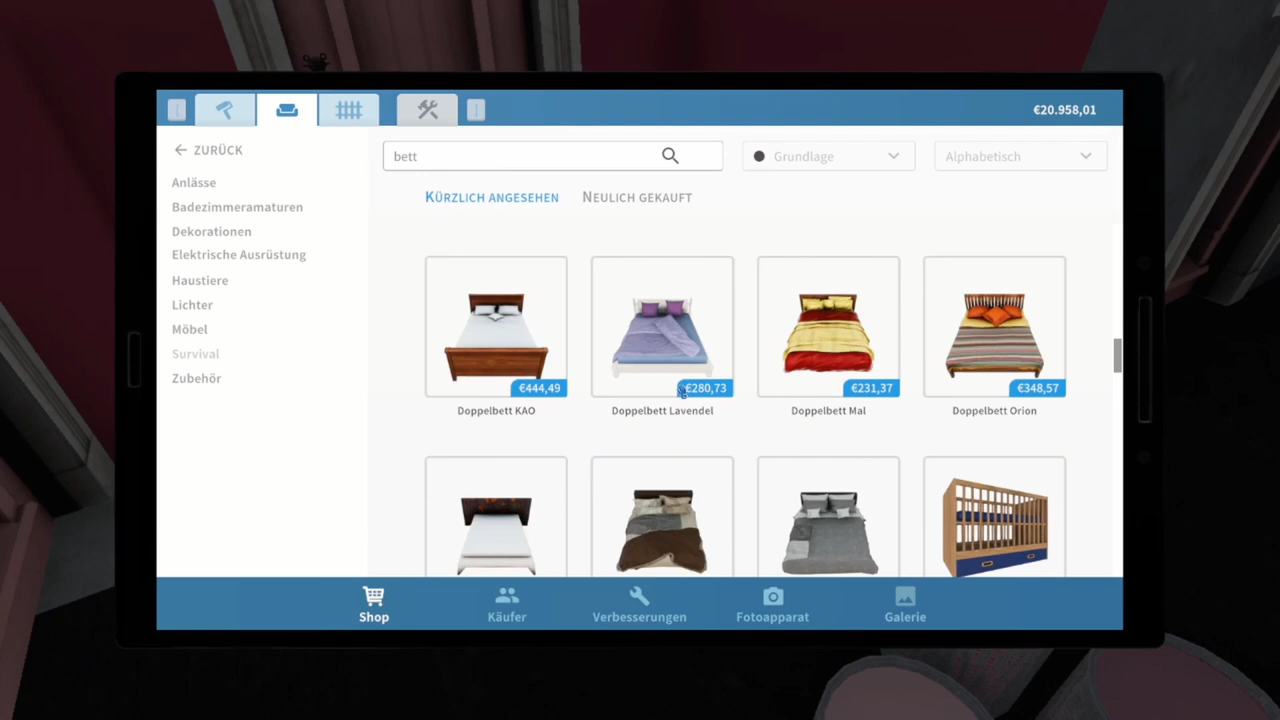 €20.958,01
ZURÜCK
bett
Grundlage
Alphabetisch
KÜRZLICH ANGESEHEN
NEULICH GEKAUFT
Anlässe
Badezimmeramaturen
Dekorationen
Elektrische Ausrüstung
Haustiere
Lichter
Möbel
Survival
Zubehör
€444,49
€280,73
€231,37
€348,57
Doppelbett KAO
Doppelbett Lavendel
Doppelbett Mal
Doppelbett Orion
Shop
Käufer
Verbesserungen
Fotoapparat
Galerie